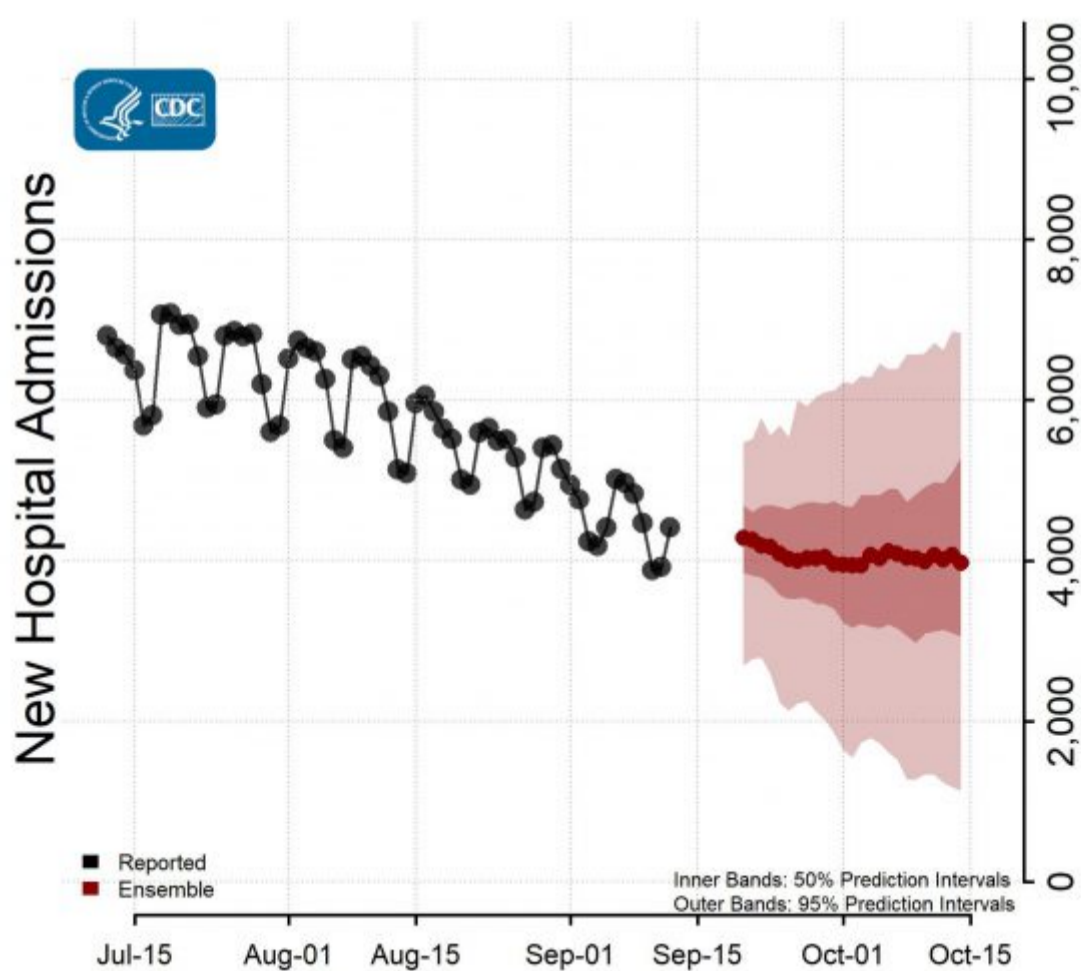 CDC
New Hospital Admissions
10,000
8,000
6,000
4,000
2,000
0
Reported
Ensemble
Inner Bands: 50% Prediction Intervals
Outer Bands: 95% Prediction Intervals
Jul-15
Aug-01
Aug-15
Sep-01
Sep-15
Oct-01
Oct-15